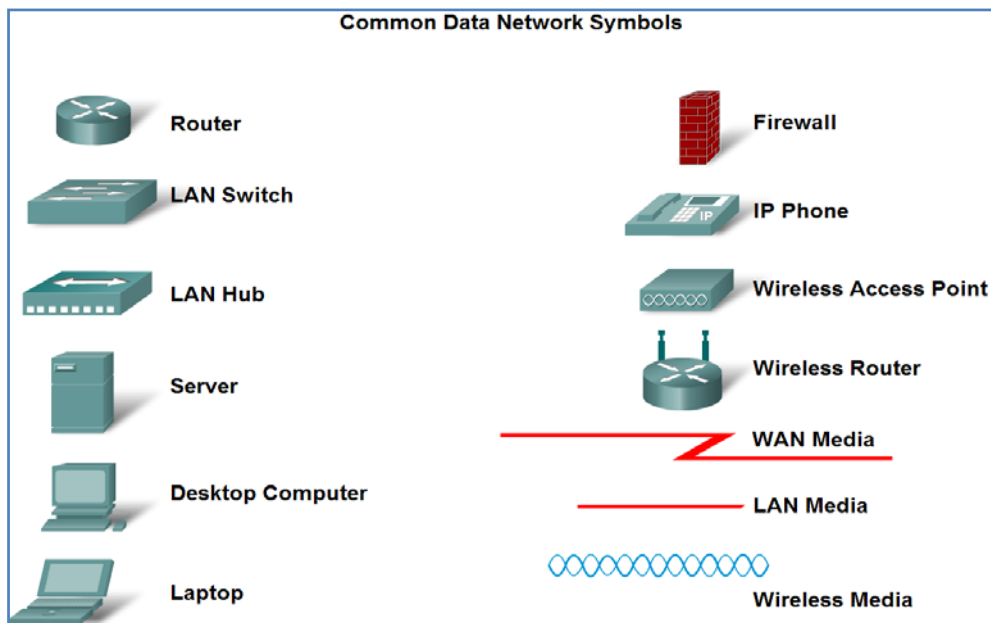 Common Data Network Symbols
Router
LAN Switch
LAN Hub
Server
Desktop Computer
Laptop
Firewall
IP
IP Phone
Wireless Access Point
Wireless Router
WAN Media
LAN Media
Wireless Media